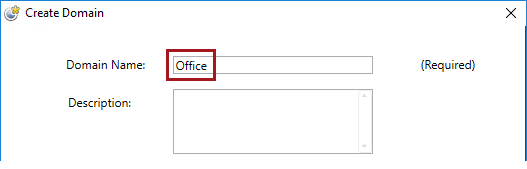 Create Domain
Domain Name: Office (Required)
Description: